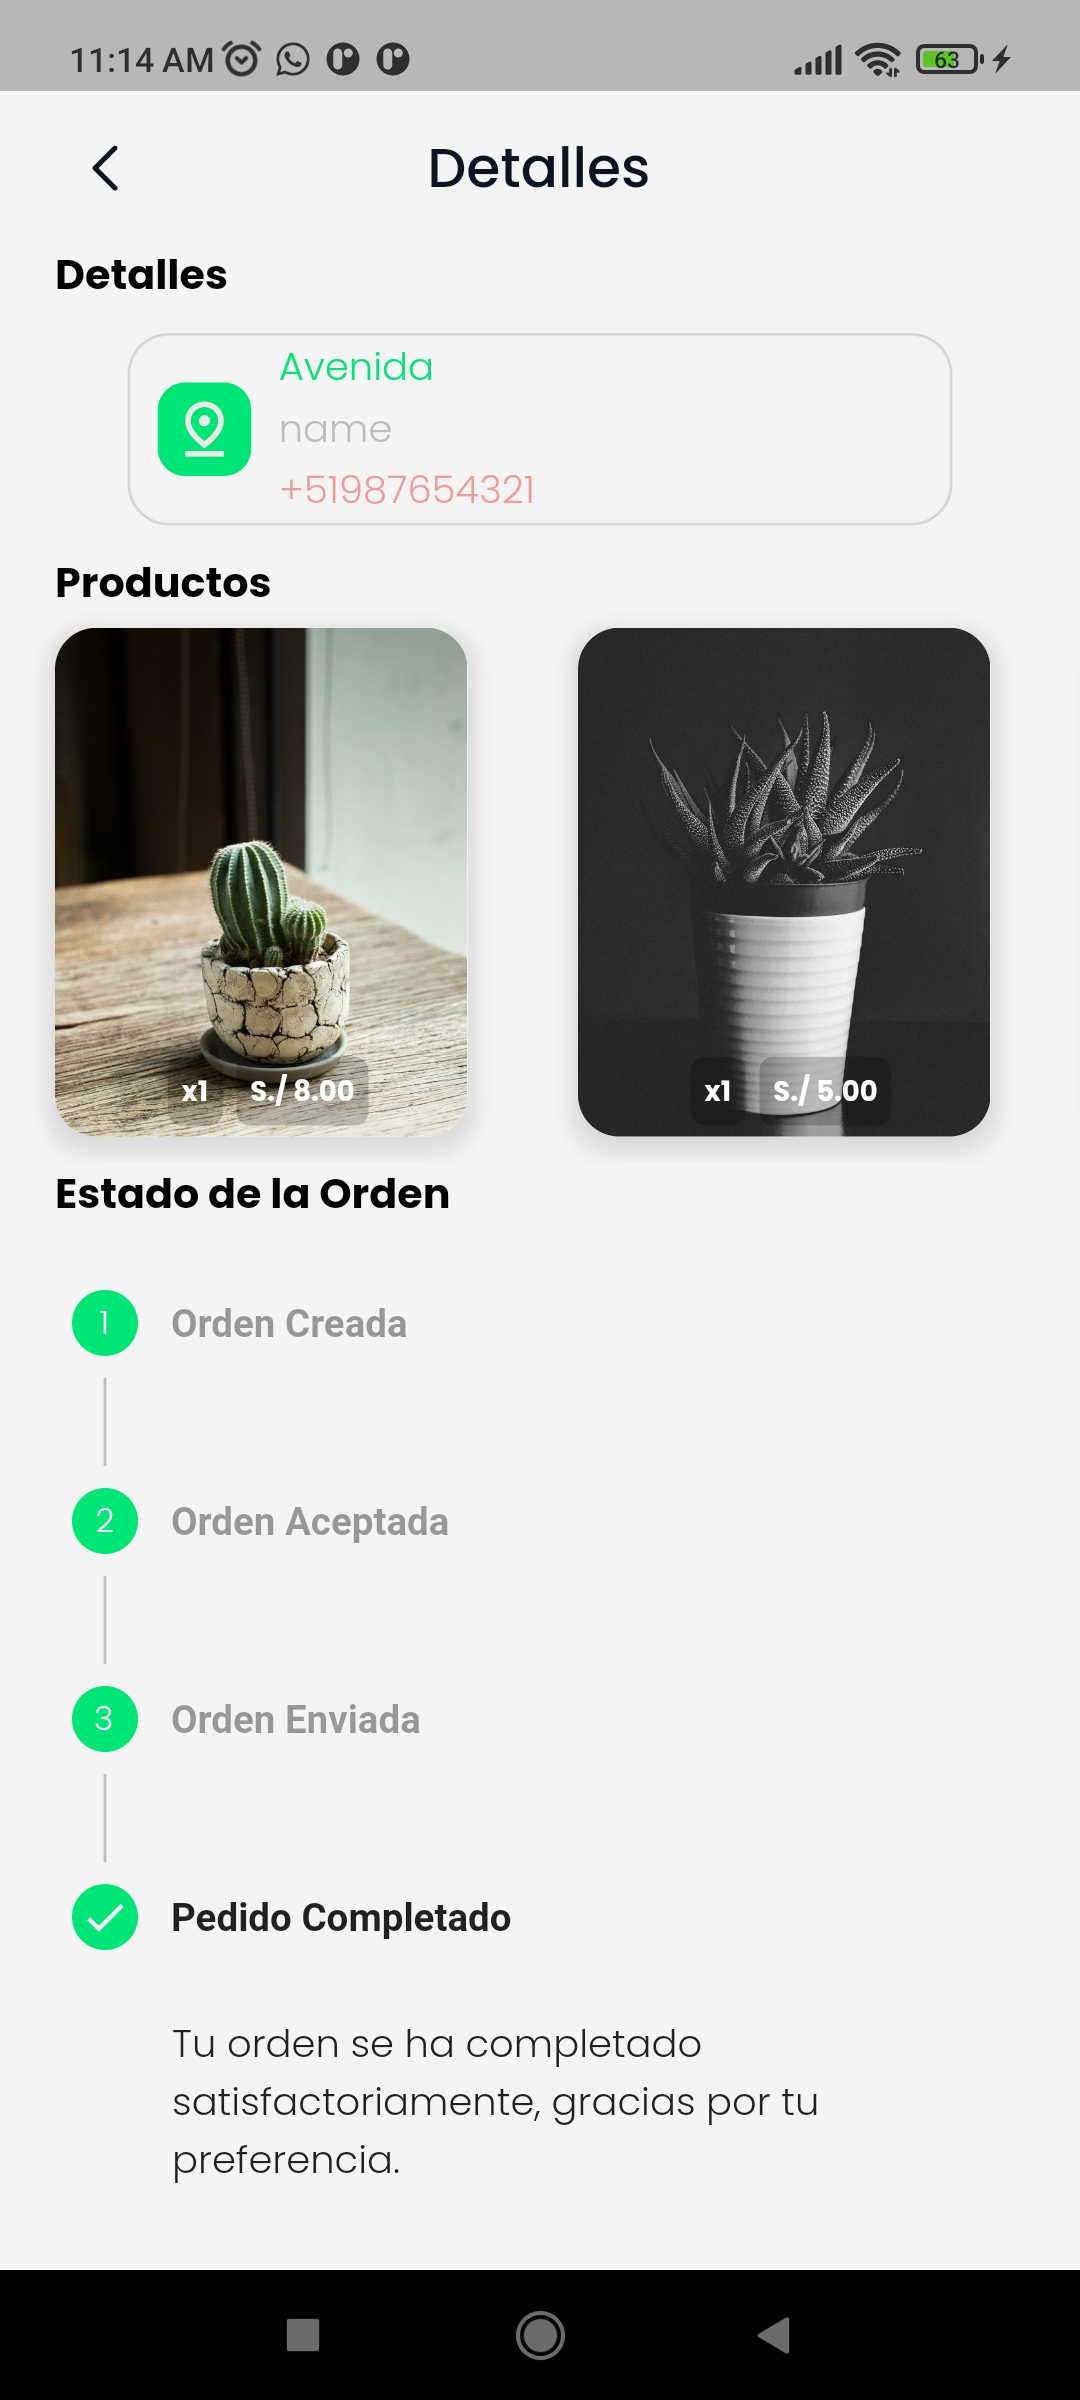 11:14 AM
63
Detalles
Detalles
Avenida
name
+51987654321
Productos
x1 S./ 8.00
x1 S./ 5.00
Estado de la Orden
1 Orden Creada
2 Orden Aceptada
3 Orden Enviada
Pedido Completado
Tu orden se ha completado
satisfactoriamente, gracias por tu
preferencia.